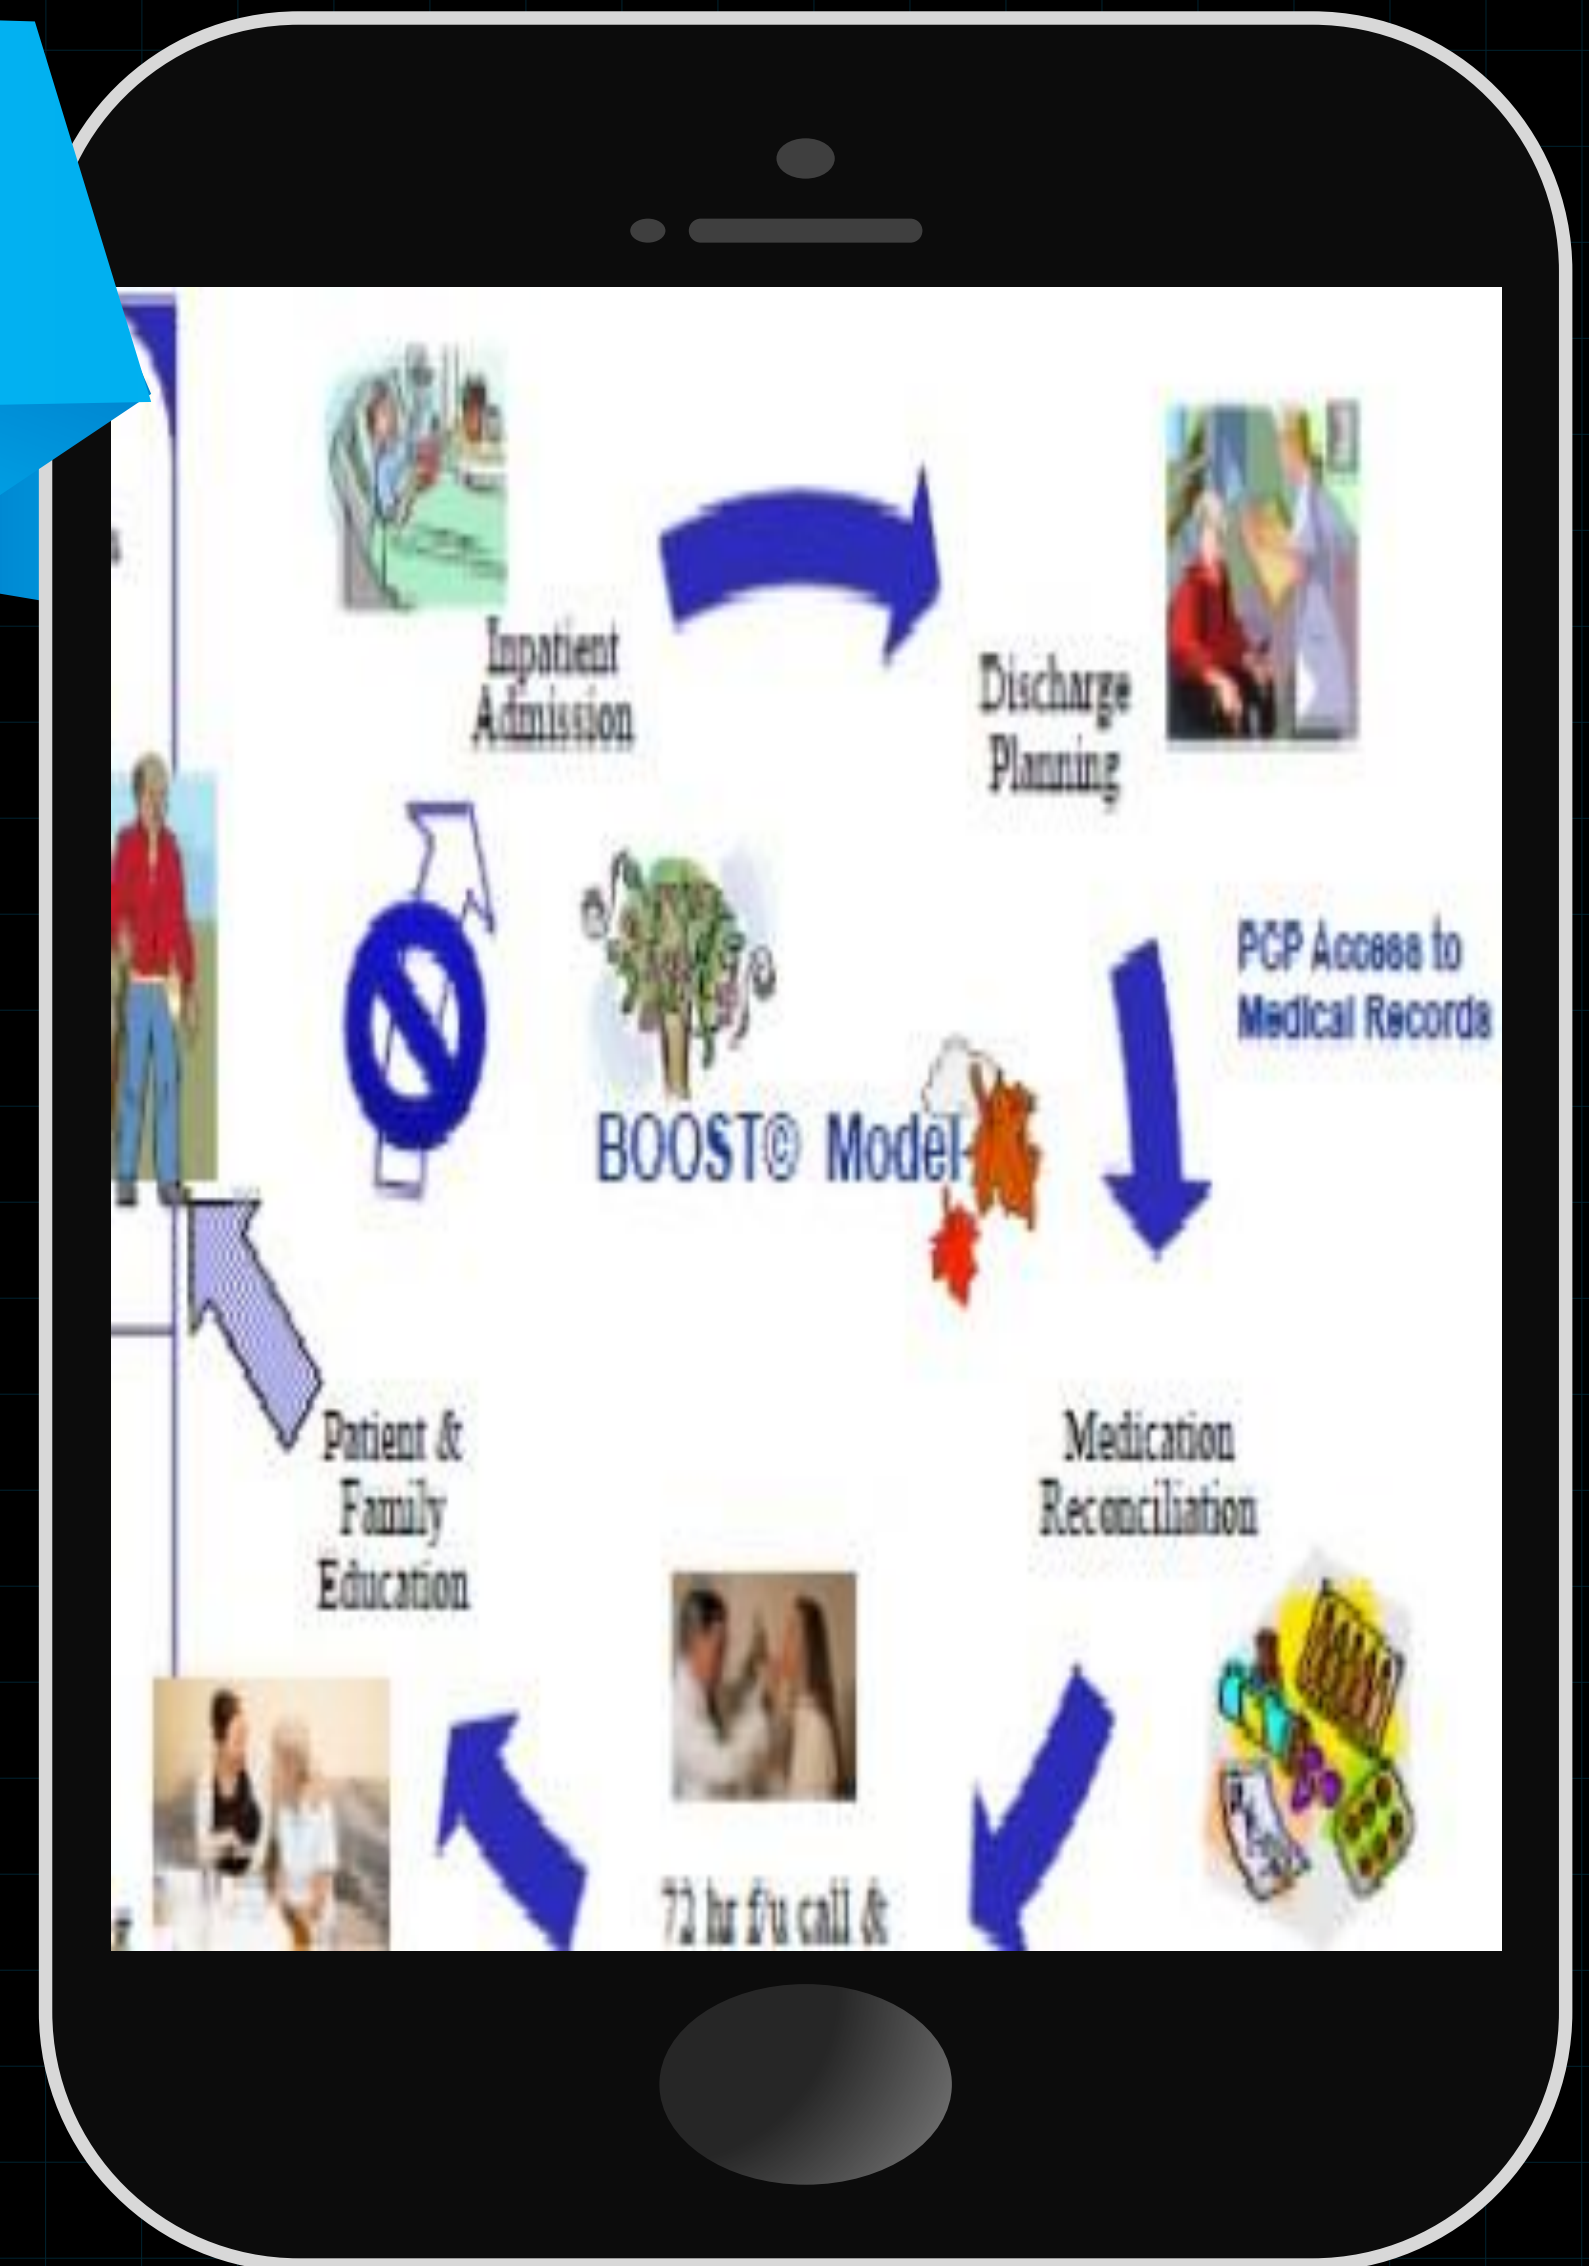 Inpatient
Admission
Discharge
Planning
PCP Access to
Medical Records
BOOST© Model
Medication
Reconciliation
Patient &
Family
Education
72 hr f/u call &